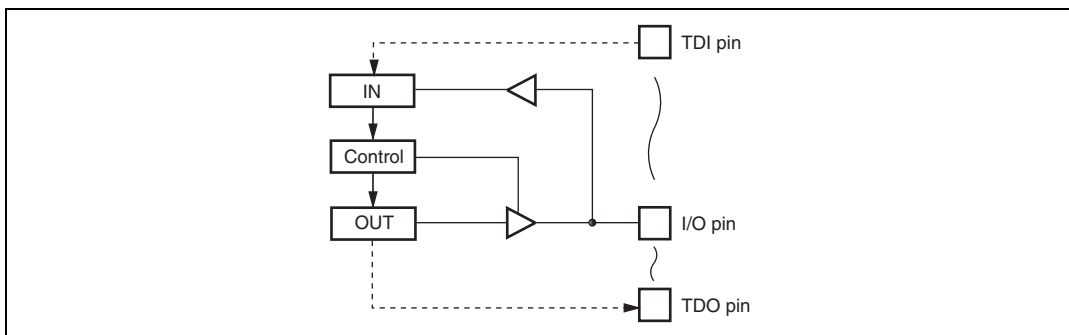 TDI pin
IN
Control
OUT
I/O pin
TDO pin